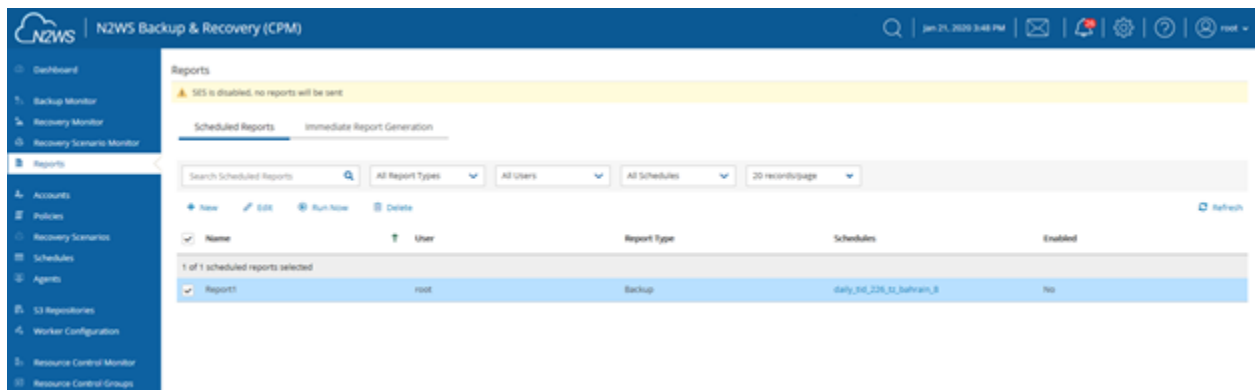 N2WS N2WS Backup & Recovery (CPM) Jan 21, 2020 3:48 PM root
Dashboard
Backup Monitor
Recovery Monitor
Recovery Scenario Monitor
Reports
Accounts
Policies
Recovery Scenarios
Schedules
Agents
S3 Repositories
Worker Configuration
Resource Control Monitor
Resource Control Groups
Reports
SES is disabled, no reports will be sent
Scheduled Reports Immediate Report Generation
Search Scheduled Reports All Report Types All Users All Schedules 20 records/page
New Edit Run Now Delete Refresh
Name User Report Type Schedules Enabled
1 of 1 scheduled reports selected
Report1 root Backup daily_tid_226_tz_bahrain_8 No